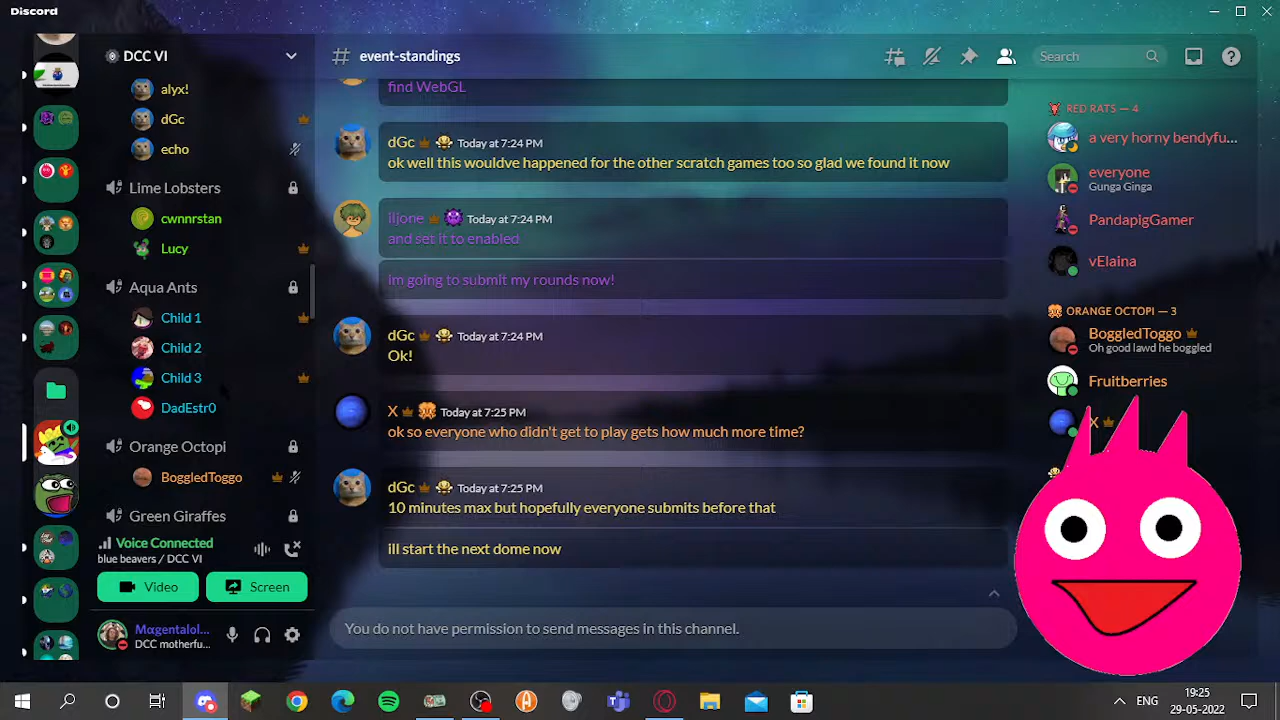 Discord
DCC VI
alyx!
dGc
echo
Lime Lobsters
cwnnrstan
Lucy
Aqua Ants
Child 1
Child 2
Child 3
DadEstr0
Orange Octopi
BoggledToggo
Green Giraffes
Voice Connected
blue beavers / DCC VI
Video
Screen
Mαgentalol...
DCC motherfu...
event-standings
Search
find WebGL
dGc Today at 7:24 PM
ok well this wouldve happened for the other scratch games too so glad we found it now
iljone Today at 7:24 PM
and set it to enabled
im going to submit my rounds now!
dGc Today at 7:24 PM
Ok!
X Today at 7:25 PM
ok so everyone who didn't get to play gets how much more time?
dGc Today at 7:25 PM
10 minutes max but hopefully everyone submits before that
ill start the next dome now
You do not have permission to send messages in this channel.
RED RATS — 4
a very horny bendyfu...
everyone
Gunga Ginga
PandapigGamer
vElaina
ORANGE OCTOPI — 3
BoggledToggo
Oh good lawd he boggled
Fruitberries
X
ENG
19:25
29-05-2022